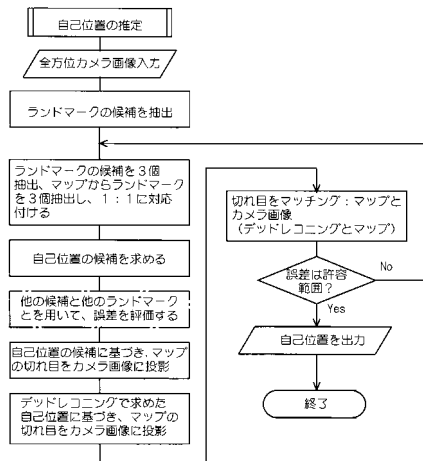 自己位置の推定
全方位カメラ画像入力
ランドマークの候補を抽出
ランドマークの候補を3個
抽出、マップからランドマーク
を3個抽出し、1:1に対応
付ける
自己位置の候補を求める
他の候補と他のランドマーク
とを用いて、誤差を評価する
自己位置の候補に基づき、マップ
の切れ目をカメラ画像に投影
デッドレコニングで求めた
自己位置に基づき、マップの
切れ目をカメラ画像に投影
切れ目をマッチング:マップと
カメラ画像
(デッドレコニングとマップ)
誤差は許容
範囲?
No
Yes
自己位置を出力
終了